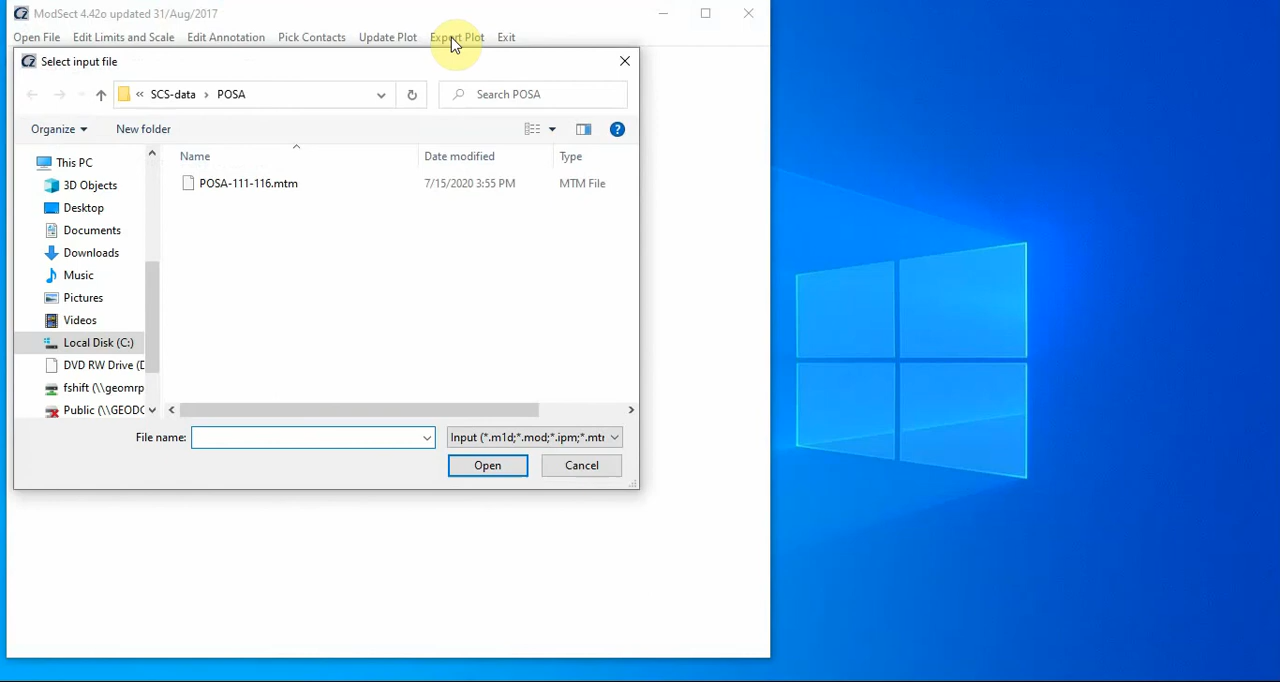 ModSect 4.42o updated 31/Aug/2017
Open File Edit Limits and Scale Edit Annotation Pick Contacts Update Plot Export Plot Exit
Select input file
« SCS-data › POSA
Search POSA
Organize New folder
Name Date modified Type
POSA-111-116.mtm 7/15/2020 3:55 PM MTM File
This PC
3D Objects
Desktop
Documents
Downloads
Music
Pictures
Videos
Local Disk (C:)
DVD RW Drive (D
fshift (\\geomrp
Public (\\GEODC
File name:
Input (*.m1d;*.mod;*.ipm;*.mtr
Open Cancel